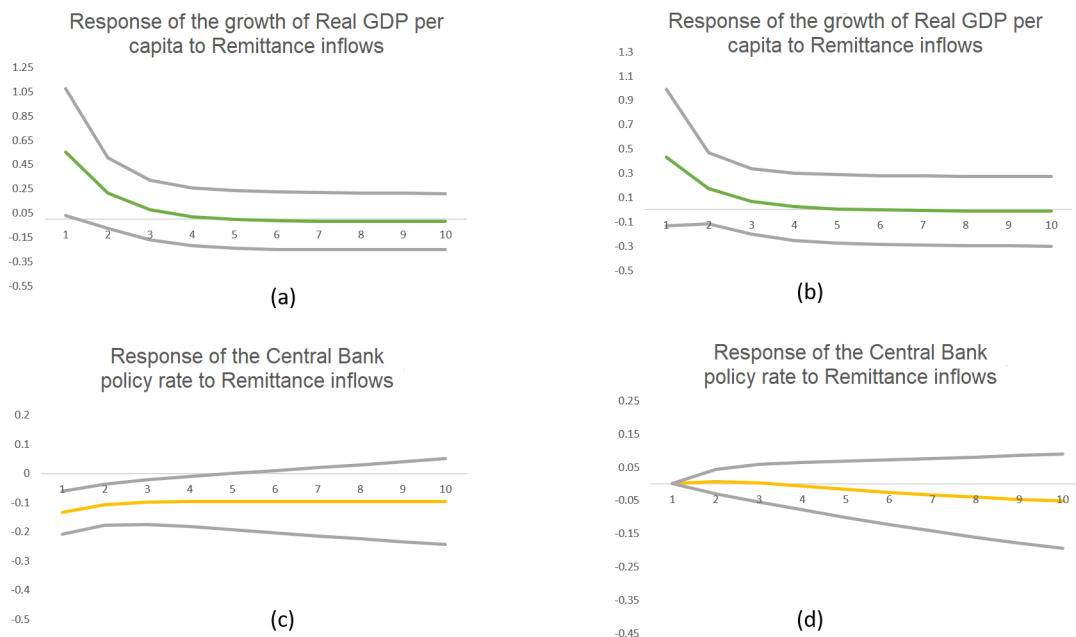 Response of the growth of Real GDP per
capita to Remittance inflows
1.25
1.05
0.85
0.65
0.45
0.25
0.05
-0.15
-0.35
-0.55
1 2 3 4 5 6 7 8 9 10
(a)
Response of the growth of Real GDP per
capita to Remittance inflows
1.3
1.1
0.9
0.7
0.5
0.3
0.1
-0.1
-0.3
-0.5
1 2 3 4 5 6 7 8 9 10
(b)
Response of the Central Bank
policy rate to Remittance inflows
0.2
0.1
0
-0.1
-0.2
-0.3
-0.4
-0.5
1 2 3 4 5 6 7 8 9 10
(c)
Response of the Central Bank
policy rate to Remittance inflows
0.25
0.15
0.05
-0.05
-0.15
-0.25
-0.35
-0.45
1 2 3 4 5 6 7 8 9 10
(d)